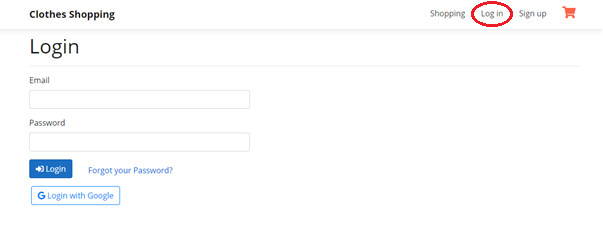 Clothes Shopping Shopping Log in Sign up
Login
Email
Password
Login Forgot your Password?
Login with Google